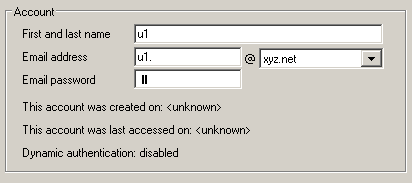 Account
First and last name u1
Email address u1. @ xyz.net
Email password
This account was created on: <unknown>
This account was last accessed on: <unknown>
Dynamic authentication: disabled